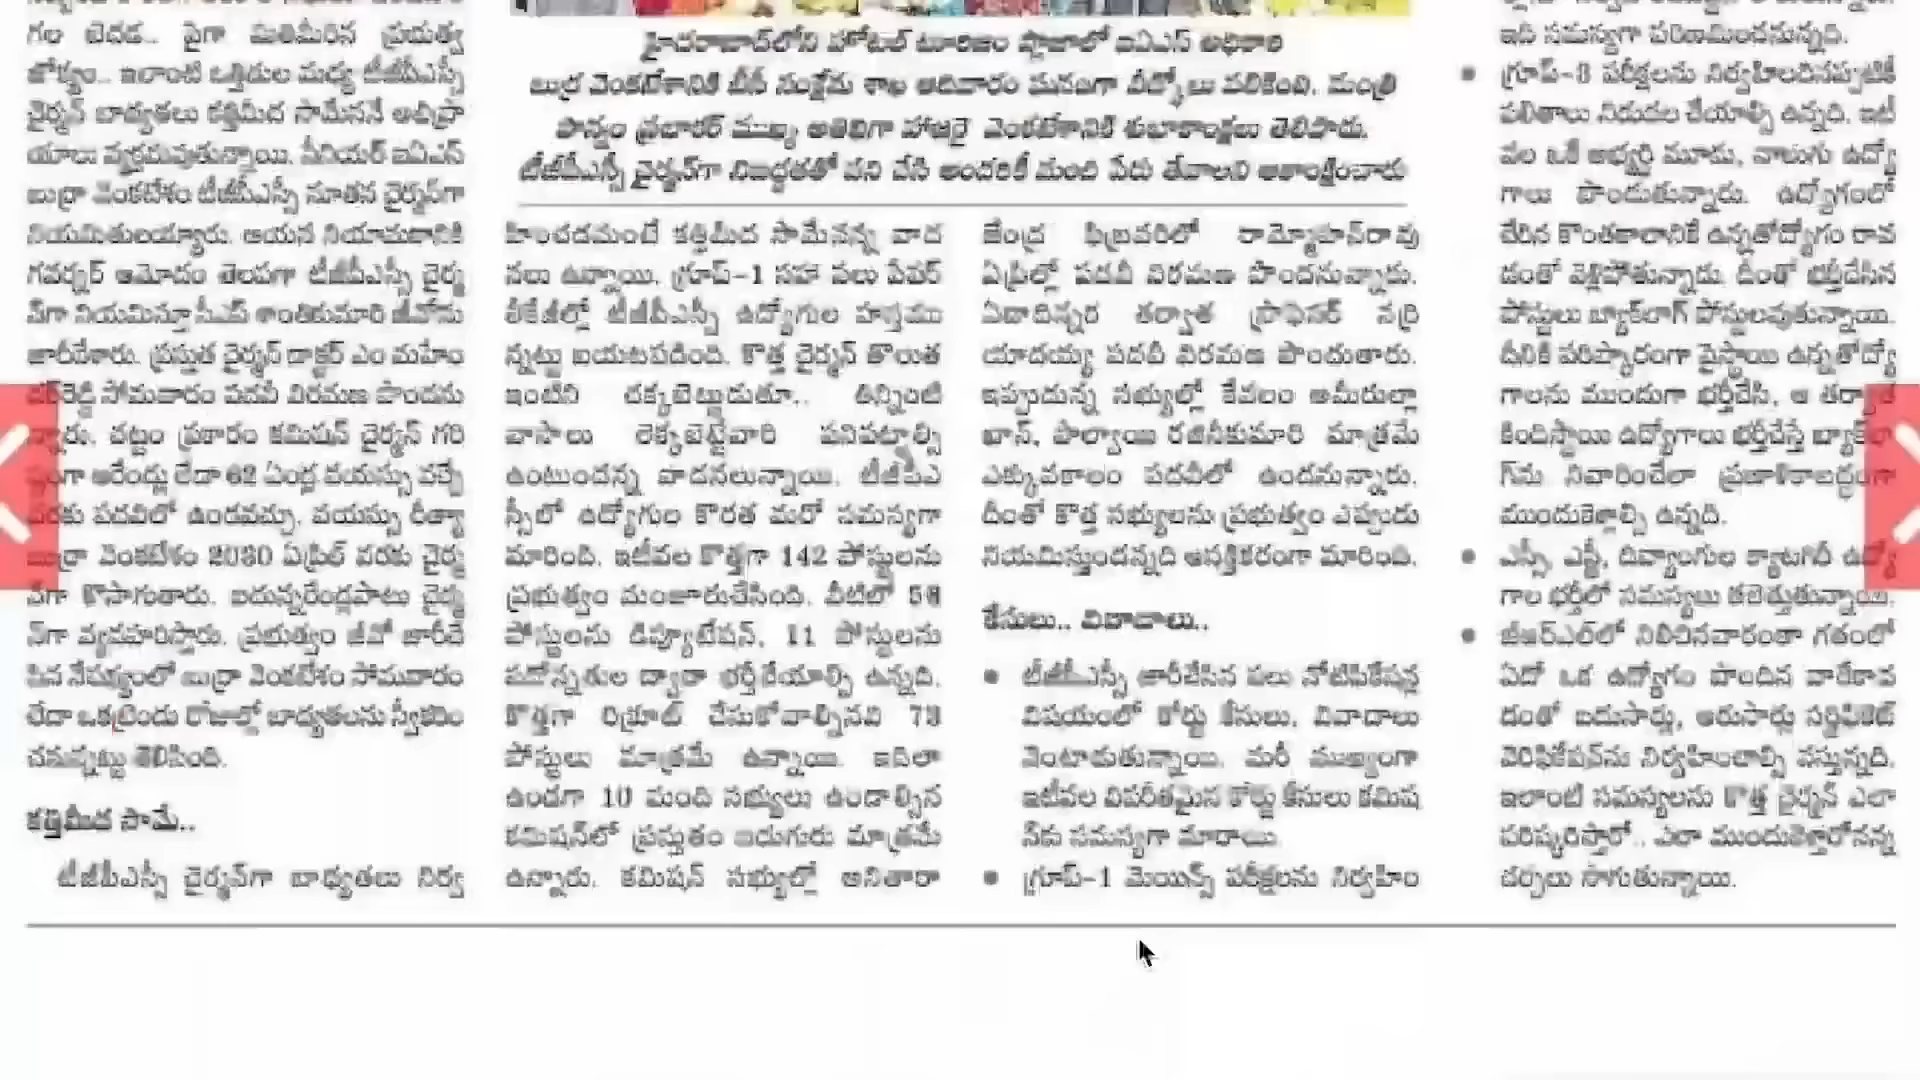 గల బెదడ.. పైగా మితిమీరిన ప్రయత్న
జోక్యం.. ఇలాంటి ఒత్తిడుల మధ్య టీజీపీఎస్సీ
చైర్మన్ బాధ్యతలు కత్తిమీద సామేననే అభిప్రా
యాలు వ్యక్తమవుతున్నాయి. సీనియర్ ఐఏఎస్
బుర్రా వెంకటేశం టీజీపీఎస్సీ నూతన చైర్మన్‌గా
నియమితులయ్యారు. ఆయన నియామకానికి
గవర్నర్ ఆమోదం తెలపగా టీజీపీఎస్సీ చైర్మ
న్‌గా నియమిస్తూ సీఎస్ శాంతికుమారి జీవోను
జారీచేశారు. ప్రస్తుత చైర్మన్ డాక్టర్ ఎం మహేం
దర్‌రెడ్డి సోమవారం పదవీ విరమణ పొందను
న్నారు. చట్టం ప్రకారం కమిషన్ చైర్మన్ గరి
ష్ఠంగా ఆరేండ్లు లేదా 62 ఏండ్ల వయస్సు వచ్చే
వరకు పదవిలో ఉండవచ్చు. వయస్సు రీత్యా
బుర్రా వెంకటేశం 2030 ఏప్రిల్ వరకు చైర్మ
న్‌గా కొనసాగుతారు. ఐదున్నరేండ్లపాటు చైర్మ
న్‌గా వ్యవహరిస్తారు. ప్రభుత్వం జీవో జారీచే
సిన నేపథ్యంలో బుర్రా వెంకటేశం సోమవారం
లేదా ఒకట్రెండు రోజుల్లో బాధ్యతలను స్వీకరిం
చనున్నట్టు తెలిసింది.
కత్తిమీద సామే..
టీజీపీఎస్సీ చైర్మన్‌గా బాధ్యతలు నిర్వ
హైదరాబాద్‌లోని హోటల్ టూరిజం ప్లాజాలో ఐఏఎస్ అధికారి
బుర్ర వెంకటేశానికి బీసీ సంక్షేమ శాఖ ఆదివారం ఘనంగా వీడ్కోలు పలికింది. మంత్రి
పొన్నం ప్రభాకర్ ముఖ్య అతిథిగా హాజరై వెంకటేశానికి శుభాకాంక్షలు తెలిపారు.
టీజీపీఎస్సీ చైర్మన్‌గా నిబద్ధతతో పని చేసి అందరికీ మంచి పేరు తేవాలని ఆకాంక్షించారు
హించడమంటే కత్తిమీద సామేనన్న వాద
నలు ఉన్నాయి. గ్రూప్-1 సహా పలు పేపర్
లీకేజీల్లో టీజీపీఎస్సీ ఉద్యోగుల హస్తము
న్నట్టు బయటపడింది. కొత్త చైర్మన్ తొలుత
ఇంటిని చక్కబెట్టుకుతూ.. తిన్నింటి
వాసాలు లెక్కబెట్టేవారి పనిపట్టాల్సి
ఉంటుందన్న వాదనలున్నాయి. టీజీపీఎ
స్సీలో ఉద్యోగుల కొరత మరో సమస్యగా
మారింది. ఇటీవల కొత్తగా 142 పోస్టులను
ప్రభుత్వం మంజూరుచేసింది. వీటిలో 58
పోస్టులను డిప్యూటేషన్, 11 పోస్టులను
పదోన్నతుల ద్వారా భర్తీ చేయాల్సి ఉన్నది.
కొత్తగా రిక్రూట్ చేసుకోవాల్సినవి 73
పోస్టులు మాత్రమే ఉన్నాయి. ఇదిలా
ఉండగా 10 మంది సభ్యులు ఉండాల్సిన
కమిషన్‌లో ప్రస్తుతం ఐదుగురు మాత్రమే
ఉన్నారు. కమిషన్ సభ్యుల్లో అనితారా
జేంద్ర ఫిబ్రవరిలో రామ్మోహన్‌రావు
ఏప్రిల్లో పదవీ విరమణ పొందనున్నారు.
ఏడాదిన్నర తర్వాత ప్రొఫెసర్ నర్రి
యాదయ్య పదవీ విరమణ పొందుతారు.
ఇప్పుడున్న సభ్యుల్లో కేవలం అమీరుల్లా
ఖాన్, పాల్వాయి రజినీకుమారి మాత్రమే
ఎక్కువకాలం పదవీలో ఉండనున్నారు.
దీంతో కొత్త సభ్యులను ప్రభుత్వం ఎప్పుడు
నియమిస్తుందన్నది ఆసక్తికరంగా మారింది.
కేసులు.. వివాదాలు..
● టీజీపీఎస్సీ జారీచేసిన పలు నోటిఫికేషన్ల
విషయంలో కోర్టు కేసులు, వివాదాలు
వెంటాడుతున్నాయి. మరీ ముఖ్యంగా
ఇటీవల విపరీతమైన కోర్టు కేసులు కమిష
న్‌కు సమస్యగా మారాయి.
● గ్రూప్-1 మెయిన్స్ పరీక్షలను నిర్వహిం
ఇది సమస్యగా పరిణమించనున్నది.
● గ్రూప్-3 పరీక్షలను నిర్వహించినప్పటికీ
ఫలితాలు విడుదల చేయాల్సి ఉన్నది. ఇటీ
వల ఒకే అభ్యర్థి మూడు, నాలుగు ఉద్యో
గాలు పొందుతున్నారు. ఉద్యోగంలో
చేరిన కొంతకాలానికే ఉన్నతోద్యోగం రావ
డంతో వెళ్లిపోతున్నారు. దీంతో భర్తీచేసిన
పోస్టులు బ్యాక్‌లాగ్ పోస్టులవుతున్నాయి.
దీనికి పరిష్కారంగా పైస్థాయి ఉన్నతోద్యో
గాలను ముందుగా భర్తీచేసి, ఆ తర్వాత
కిందిస్థాయి ఉద్యోగాలు భర్తీచేస్తే బ్యాక్‌లా
గ్‌ను నివారించేలా ప్రణాళికాబద్ధంగా
ముందుకెళ్లాల్సి ఉన్నది.
● ఎస్సీ, ఎస్టీ, దివ్యాంగుల క్యాటగిరీ ఉద్యో
గాల భర్తీలో సమస్యలు తలెత్తుతున్నాయి.
● జీఆర్ఎల్‌లో నిలిచినవారంతా గతంలో
ఏదో ఒక ఉద్యోగం పొందిన వారేకావ
డంతో ఐదుసార్లు, ఆరుసార్లు సర్టిఫికెట్
వెరిఫికేషన్‌ను నిర్వహించాల్సి వస్తున్నది.
ఇలాంటి సమస్యలను కొత్త చైర్మన్ ఎలా
పరిష్కరిస్తారో.. ఎలా ముందుకెళ్తారోనన్న
చర్చలు సాగుతున్నాయి.